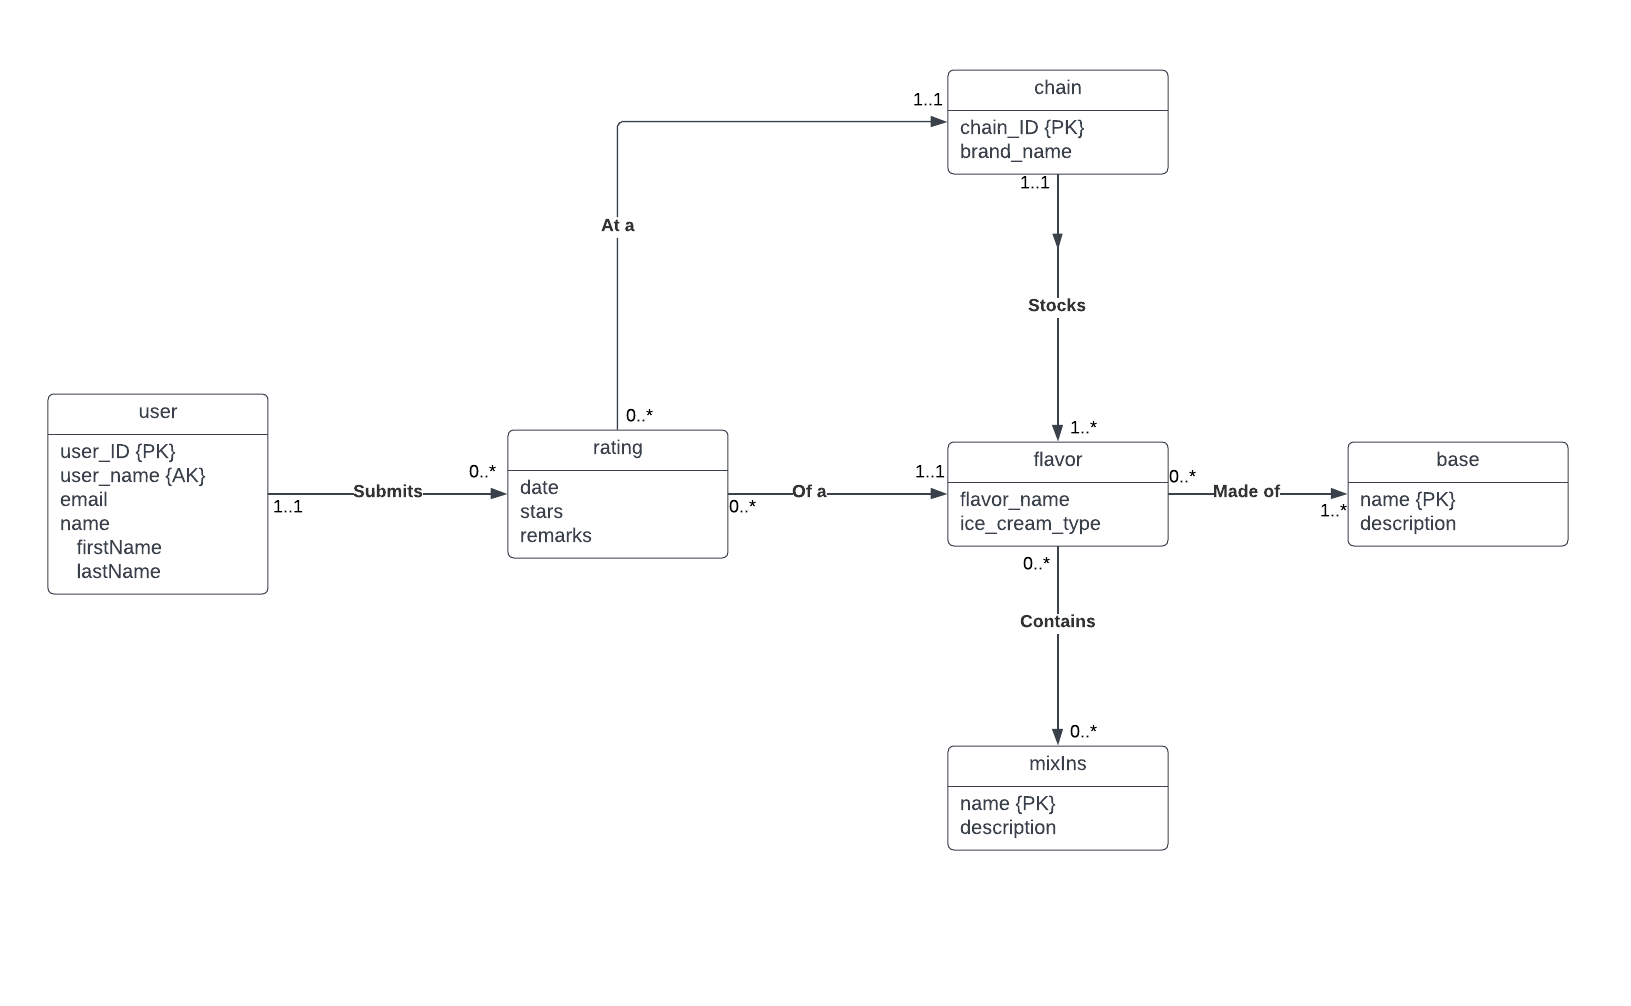 chain
1..1
chain_ID {PK}
brand_name
1..1
At a
Stocks
0..*
1..*
user
user_ID {PK}
user_name {AK}
email
name
firstName
lastName
1..1
Submits
0..*
rating
date
stars
remarks
0..*
Of a
1..1
flavor
flavor_name
ice_cream_type
0..*
Made of
1..*
base
name {PK}
description
0..*
Contains
0..*
mixIns
name {PK}
description